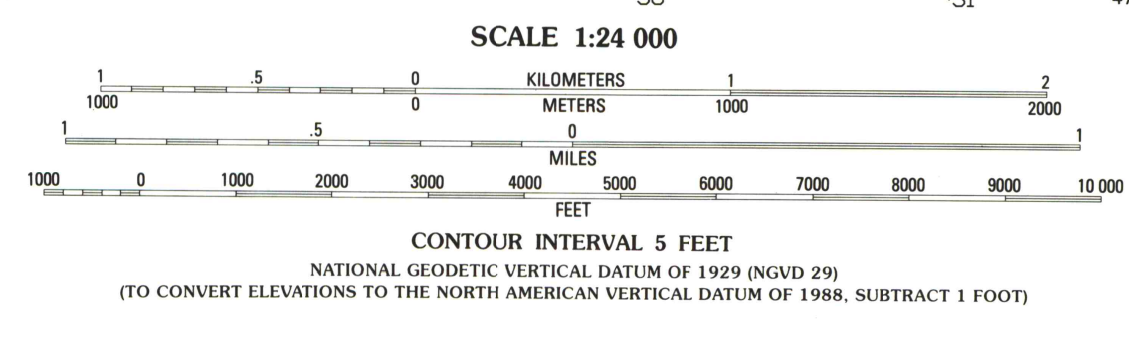 SCALE 1:24 000
1 .5 0 KILOMETERS 1 2
1000 0 METERS 1000 2000
1 .5 0 1
MILES
1000 0 1000 2000 3000 4000 5000 6000 7000 8000 9000 10 000
FEET
CONTOUR INTERVAL 5 FEET
NATIONAL GEODETIC VERTICAL DATUM OF 1929 (NGVD 29)
(TO CONVERT ELEVATIONS TO THE NORTH AMERICAN VERTICAL DATUM OF 1988, SUBTRACT 1 FOOT)